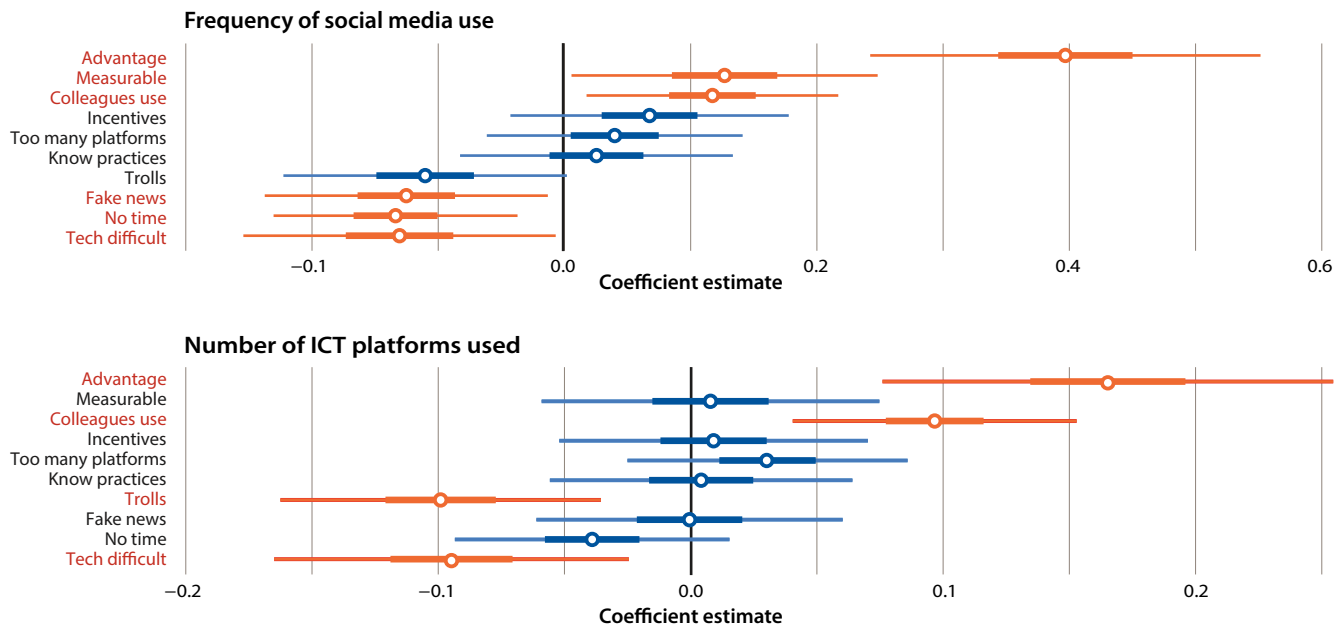 Frequency of social media use
Advantage
Measurable
Colleagues use
Incentives
Too many platforms
Know practices
Trolls
Fake news
No time
Tech difficult
−0.1 0.0 0.2 0.4 0.6
Coefficient estimate
Number of ICT platforms used
Advantage
Measurable
Colleagues use
Incentives
Too many platforms
Know practices
Trolls
Fake news
No time
Tech difficult
−0.2 −0.1 0.0 0.1 0.2
Coefficient estimate